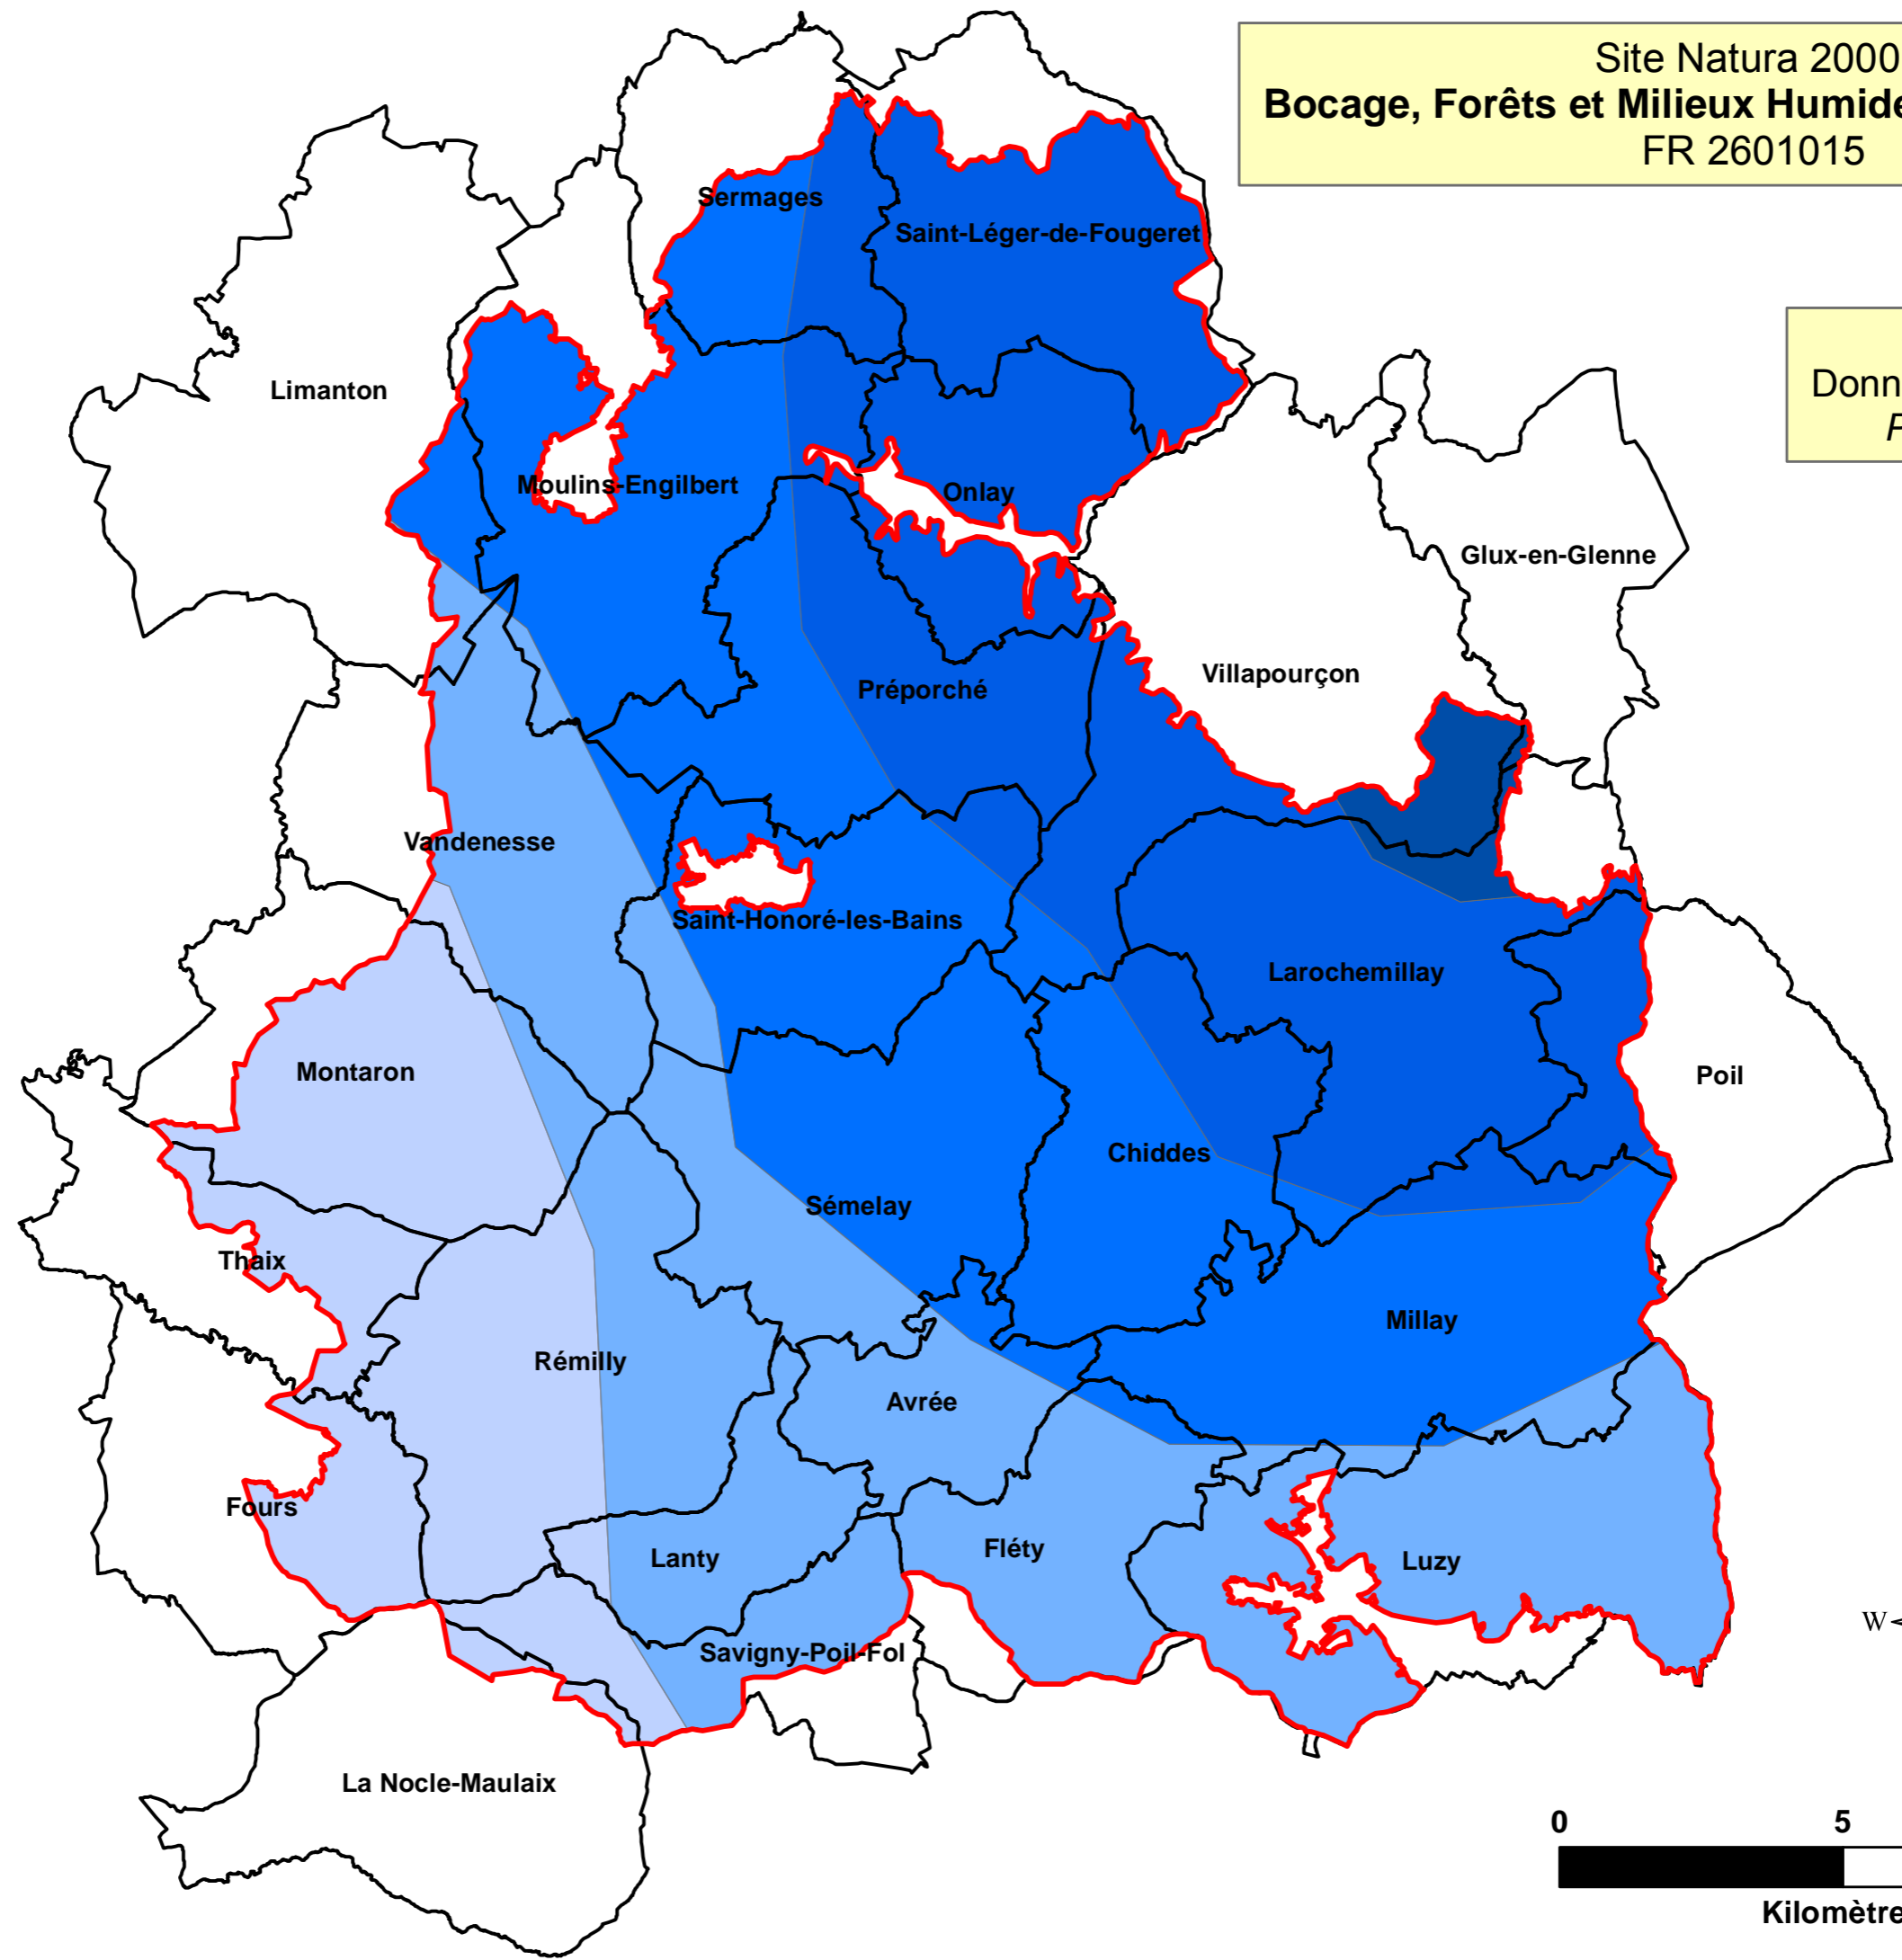 Site Natura 2000
Bocage, Forêts et Milieux Humide
FR 2601015
Donn
P
Sermages
Saint-Léger-de-Fougeret
Limanton
Moulins-Engilbert
Onlay
Glux-en-Glenne
Villapourçon
Préporché
Vandenesse
Saint-Honoré-les-Bains
Larochemillay
Montaron
Poil
Chiddes
Sémelay
Thaix
Millay
Rémilly
Avrée
Fours
Fléty
Lanty
Luzy
W
Savigny-Poil-Fol
La Nocle-Maulaix
0 5
Kilomètre